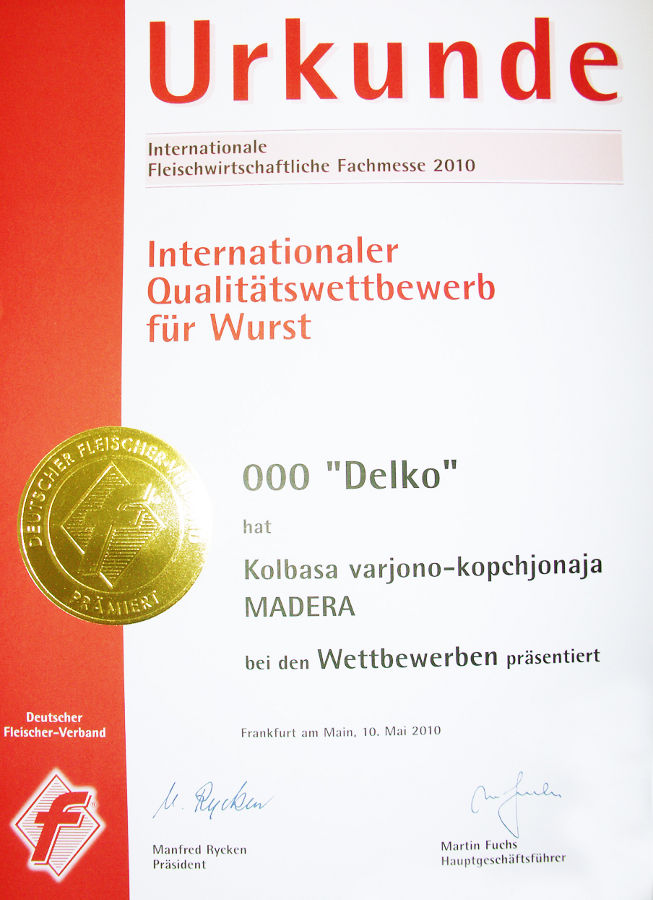 Urkunde
Internationale
Fleischwirtschaftliche Fachmesse 2010
Internationaler
Qualitätswettbewerb
für Wurst
DEUTSCHER FLEISCHER-VERBAND
PRÄMIERT
OOO "Delko"
hat
Kolbasa varjono-kopchjonaja
MADERA
bei den Wettbewerben präsentiert
Deutscher
Fleischer-Verband
Frankfurt am Main, 10. Mai 2010
f
M. Rycken
Manfred Rycken
Präsident
Martin Fuchs
Hauptgeschäftsführer